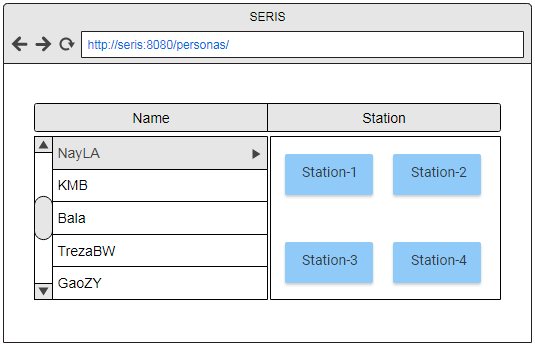 SERIS
http://seris:8080/personas/
Name Station
NayLA
KMB
Bala
TrezaBW
GaoZY
Station-1 Station-2
Station-3 Station-4